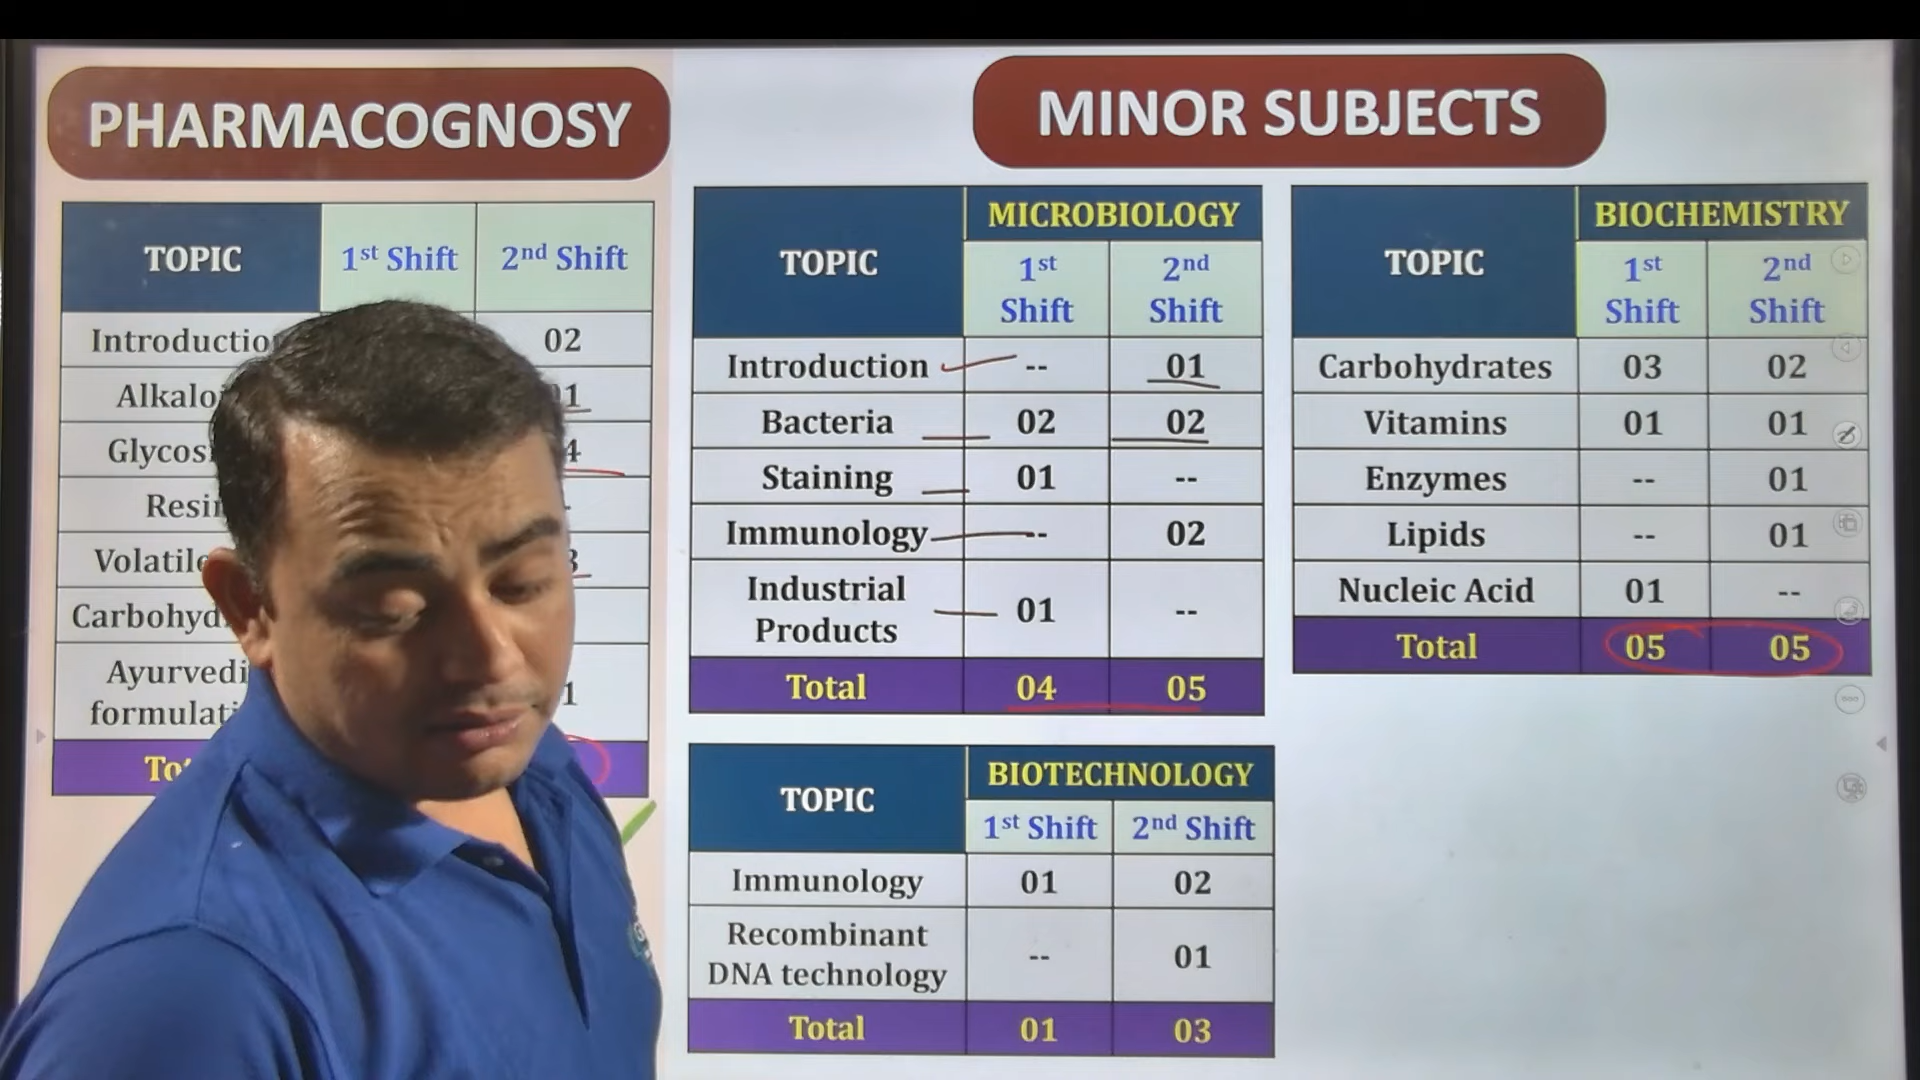 PHARMACOGNOSY
TOPIC 1st Shift 2nd Shift
02
MINOR SUBJECTS
TOPIC MICROBIOLOGY
1st Shift 2nd Shift
Introduction -- 01
Bacteria 02 02
Staining 01 --
Immunology -- 02
Industrial
Products 01 --
Total 04 05
TOPIC BIOCHEMISTRY
1st Shift 2nd Shift
Carbohydrates 03 02
Vitamins 01 01
Enzymes -- 01
Lipids -- 01
Nucleic Acid 01 --
Total 05 05
TOPIC BIOTECHNOLOGY
1st Shift 2nd Shift
Immunology 01 02
Recombinant
DNA technology -- 01
Total 01 03